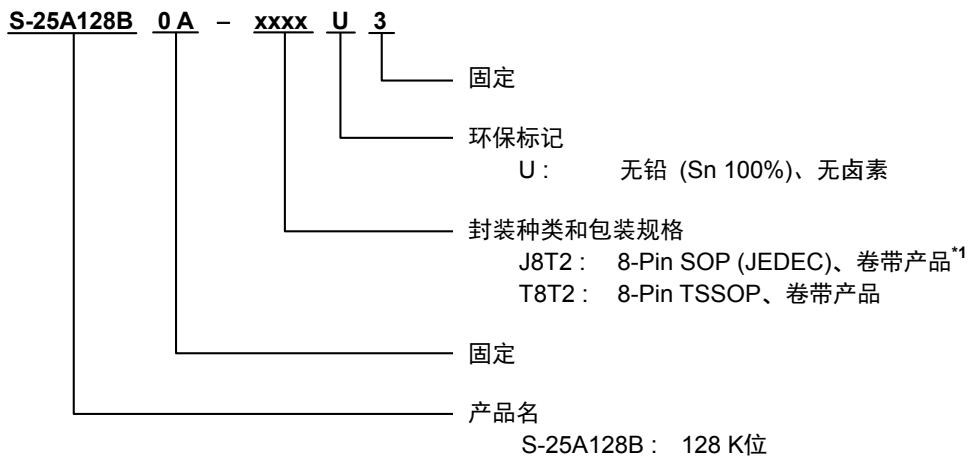 S-25A128B 0 A – xxxx U 3
固定
环保标记
U : 无铅 (Sn 100%)、无卤素
封装种类和包装规格
J8T2 : 8-Pin SOP (JEDEC)、卷带产品*1
T8T2 : 8-Pin TSSOP、卷带产品
固定
产品名
S-25A128B : 128 K位